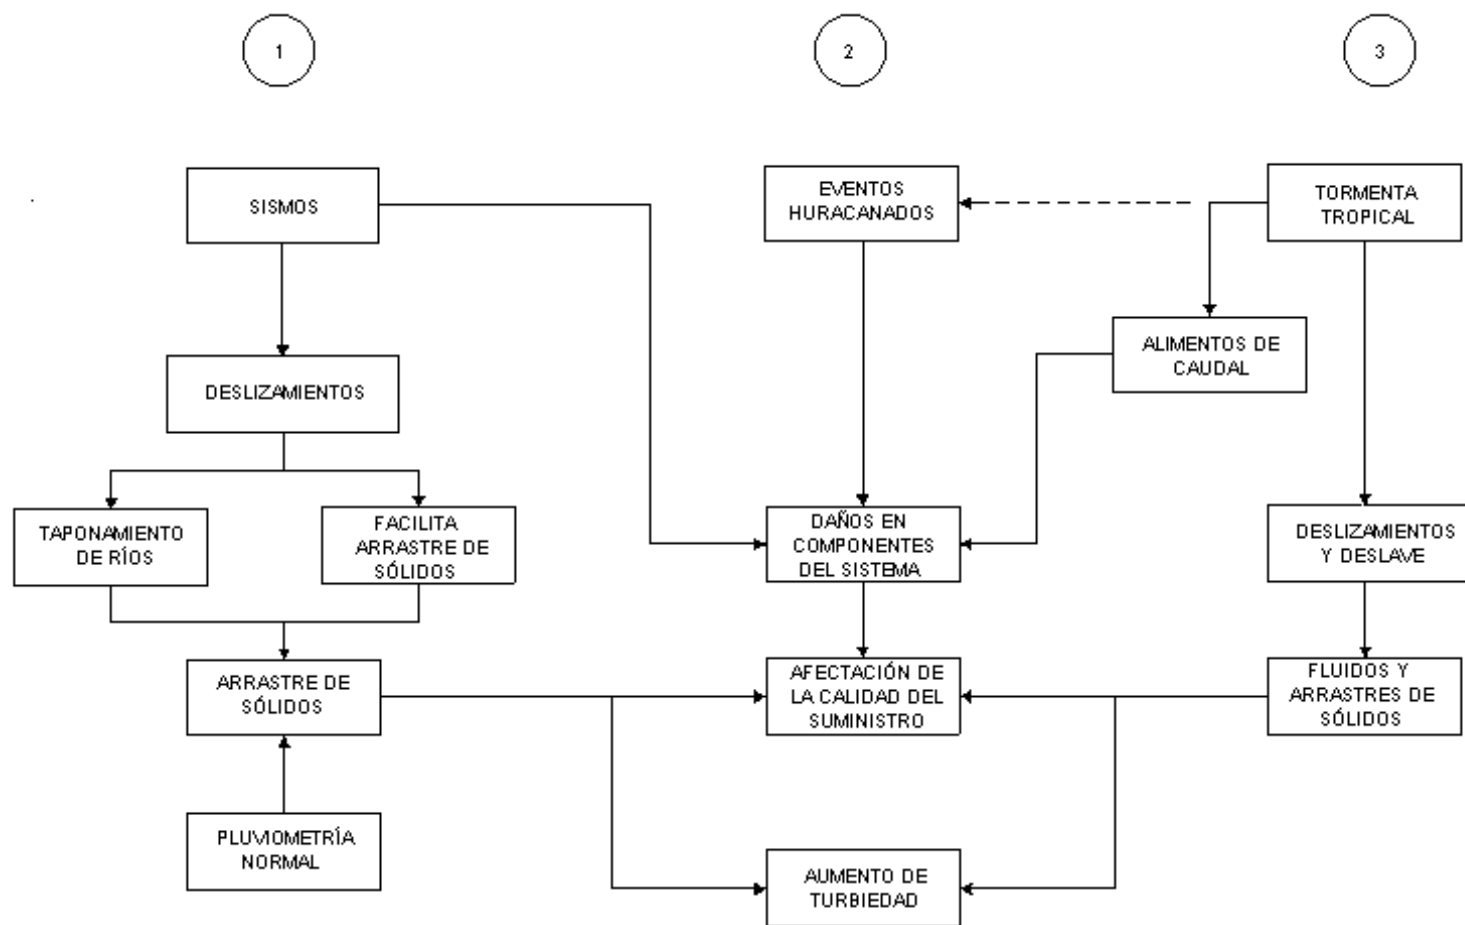 1
2
3
SISMOS
EVENTOS
HURACANADOS
TORMENTA
TROPICAL
ALIMENTOS DE
CAUDAL
DESLIZAMIENTOS
TAPONAMIENTO
DE RÍOS
FACILITA
ARRASTRE DE
SÓLIDOS
DAÑOS EN
COMPONENTES
DEL SISTEMA
DESLIZAMIENTOS
Y DESLAVE
ARRASTRE DE
SÓLIDOS
AFECTACIÓN DE
LA CALIDAD DEL
SUMINISTRO
FLUIDOS Y
ARRASTRES DE
SÓLIDOS
PLUVIOMETRÍA
NORMAL
AUMENTO DE
TURBIEDAD